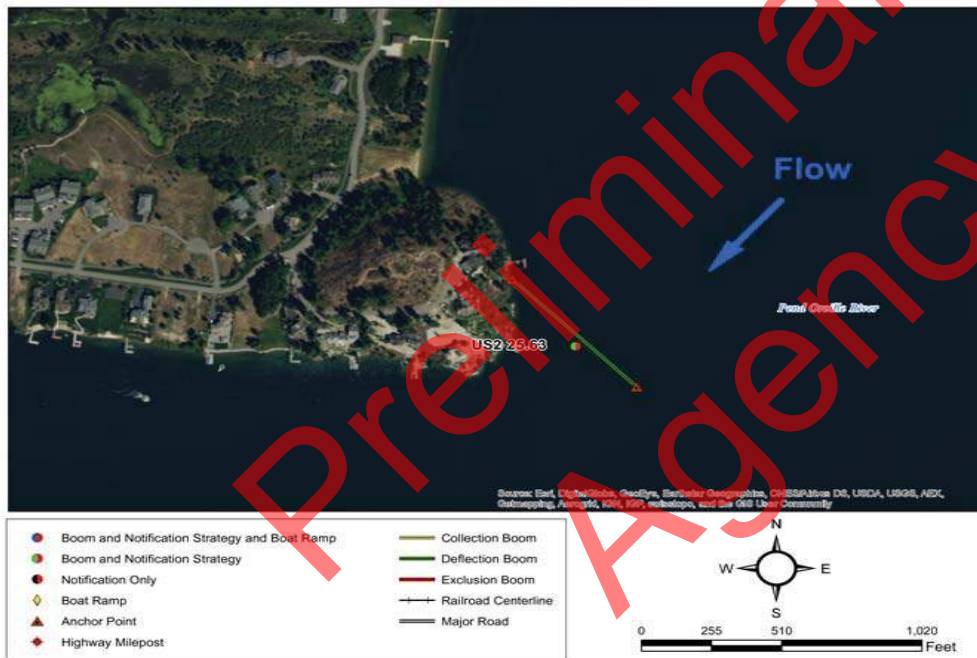 Flow
Pend Oreille River
US2 25.63
Preliminar
Agency
Source: Esri, DigitalGlobe, GeoEye, Earthstar Geographics, CNES/Airbus DS, USDA, USGS, AEX,
Getmapping, Aerogrid, IGN, IGP, swisstopo, and the GIS User Community
Boom and Notification Strategy and Boat Ramp
Boom and Notification Strategy
Notification Only
Boat Ramp
Anchor Point
Highway Milepost
Collection Boom
Deflection Boom
Exclusion Boom
Railroad Centerline
Major Road
N
W E
S
0 255 510 1,020
Feet